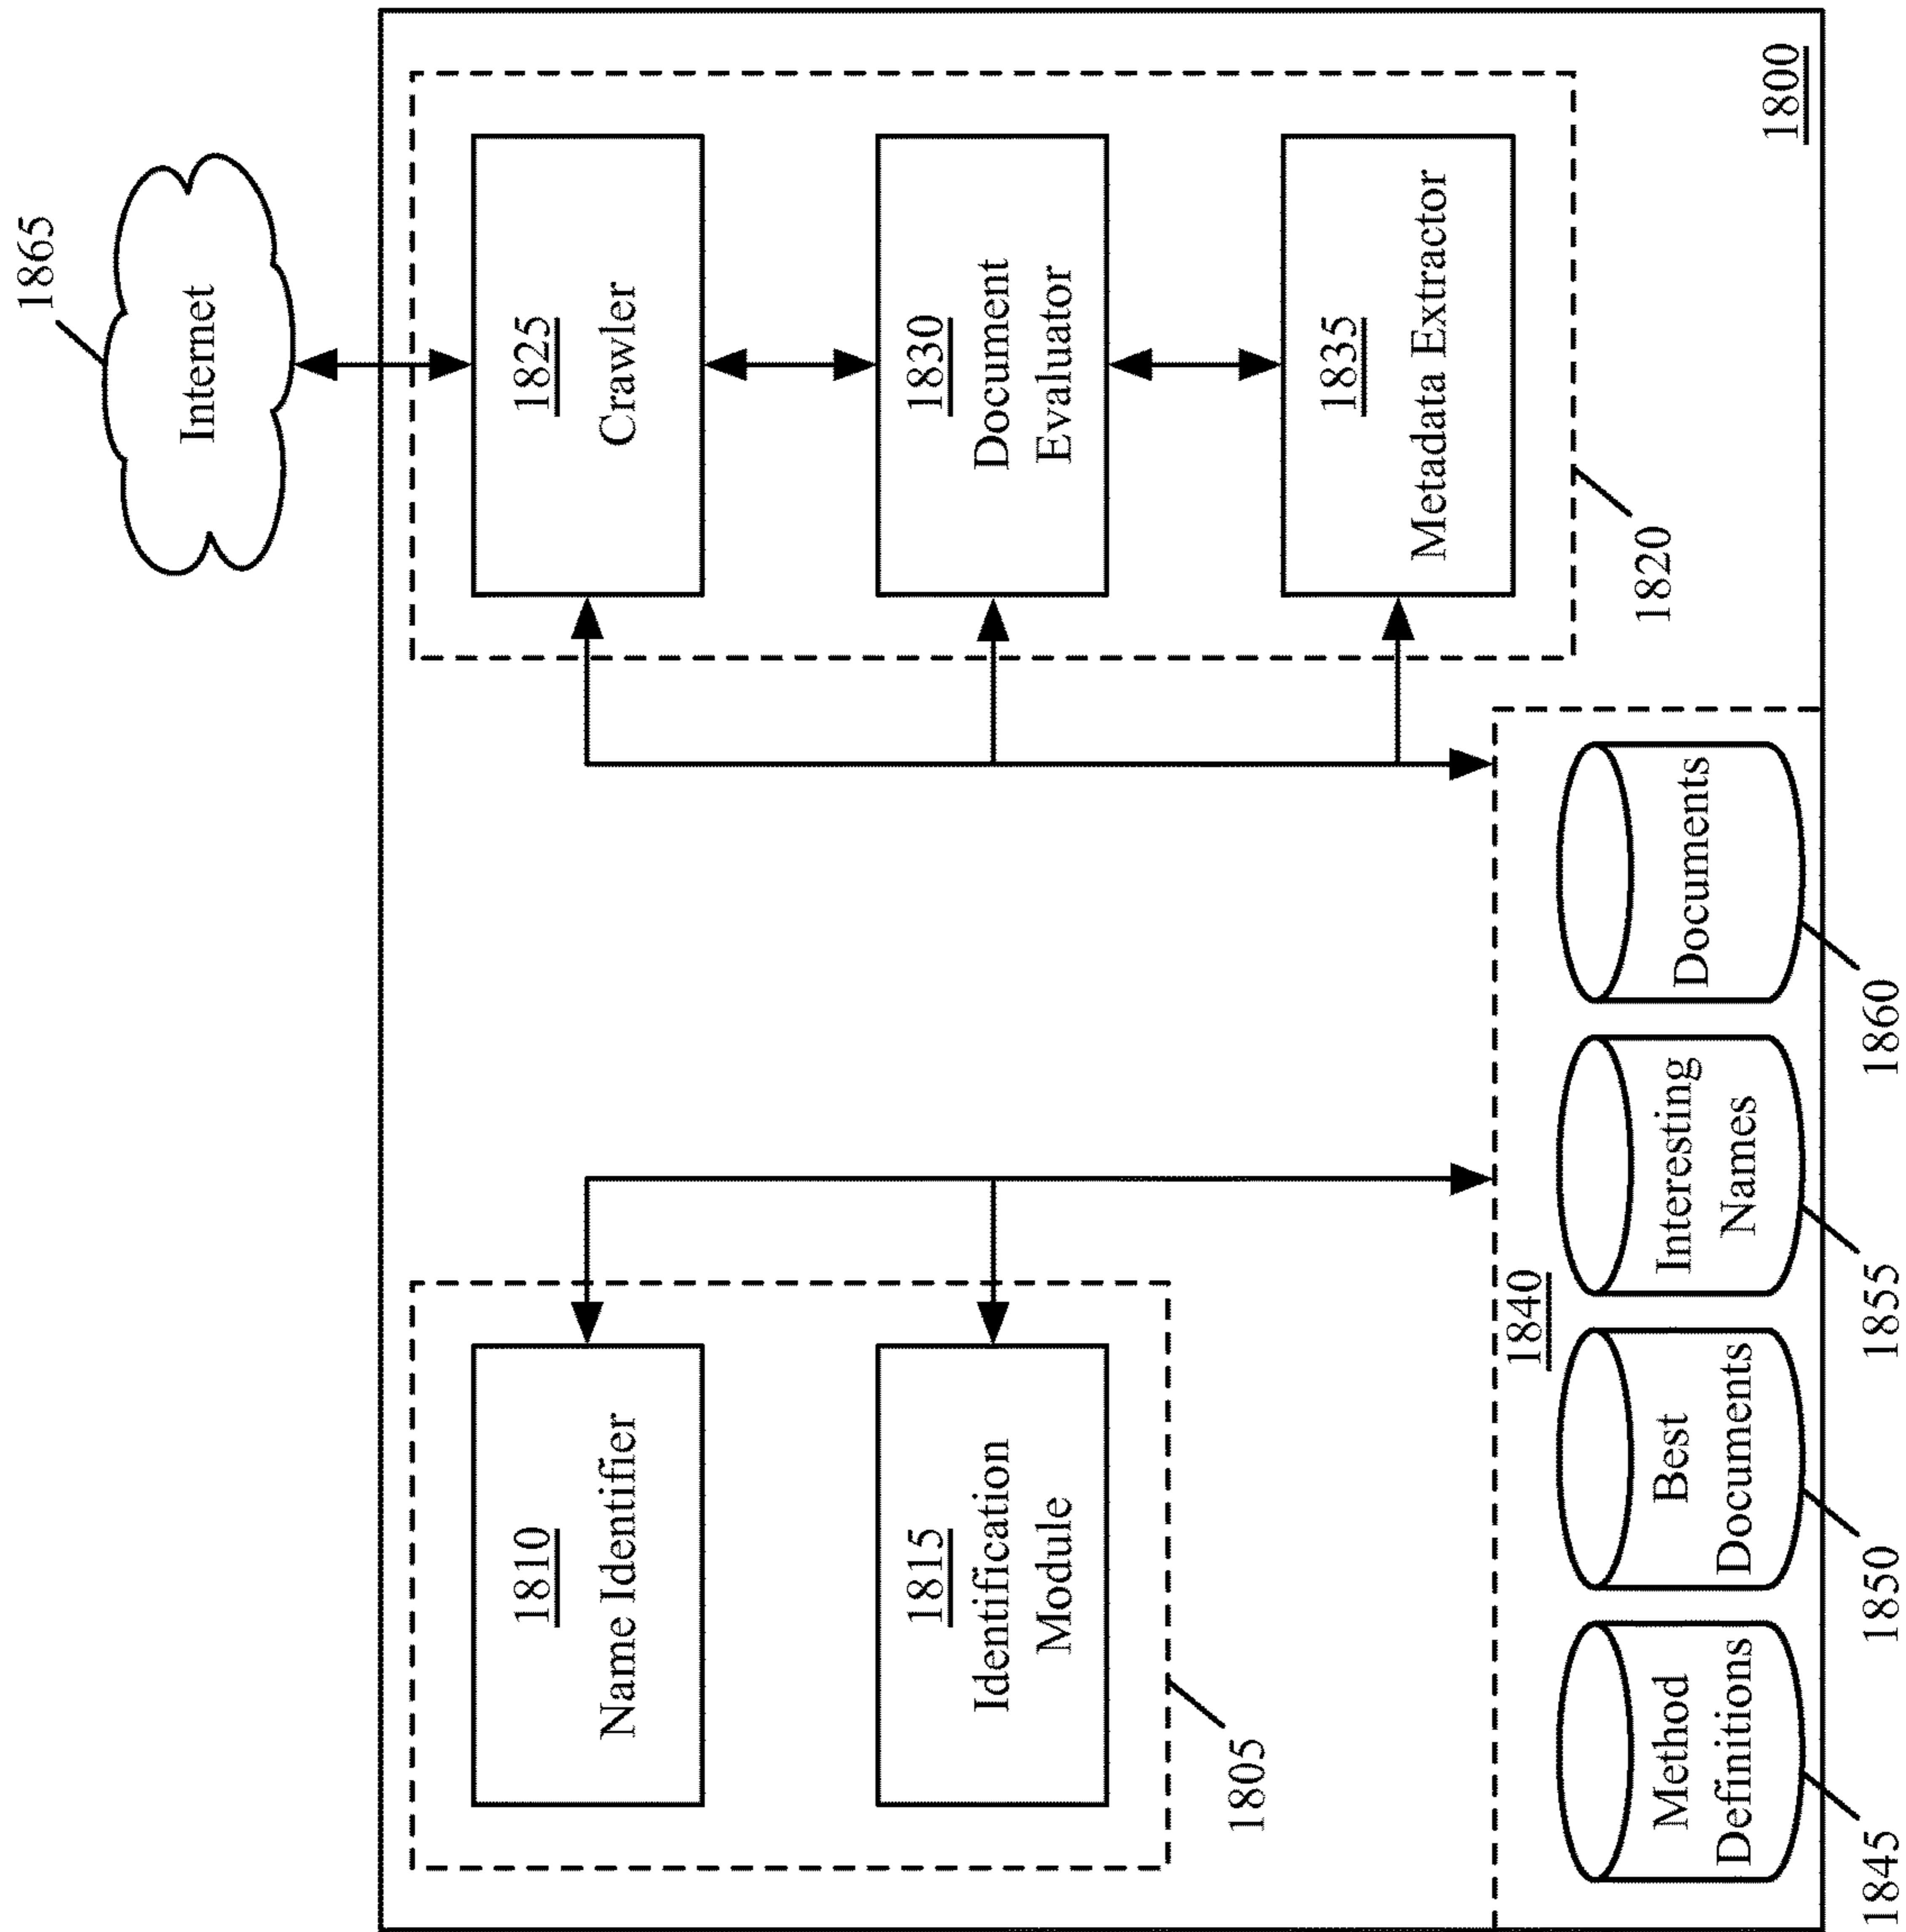 1865
Internet
1810
Name Identifier
1815
Identification
Module
1805
1825
Crawler
1830
Document
Evaluator
1835
Metadata Extractor
1820
1840
Method
Definitions
1845
Best
Documents
1850
Interesting
Names
1855
Documents
1860
1800